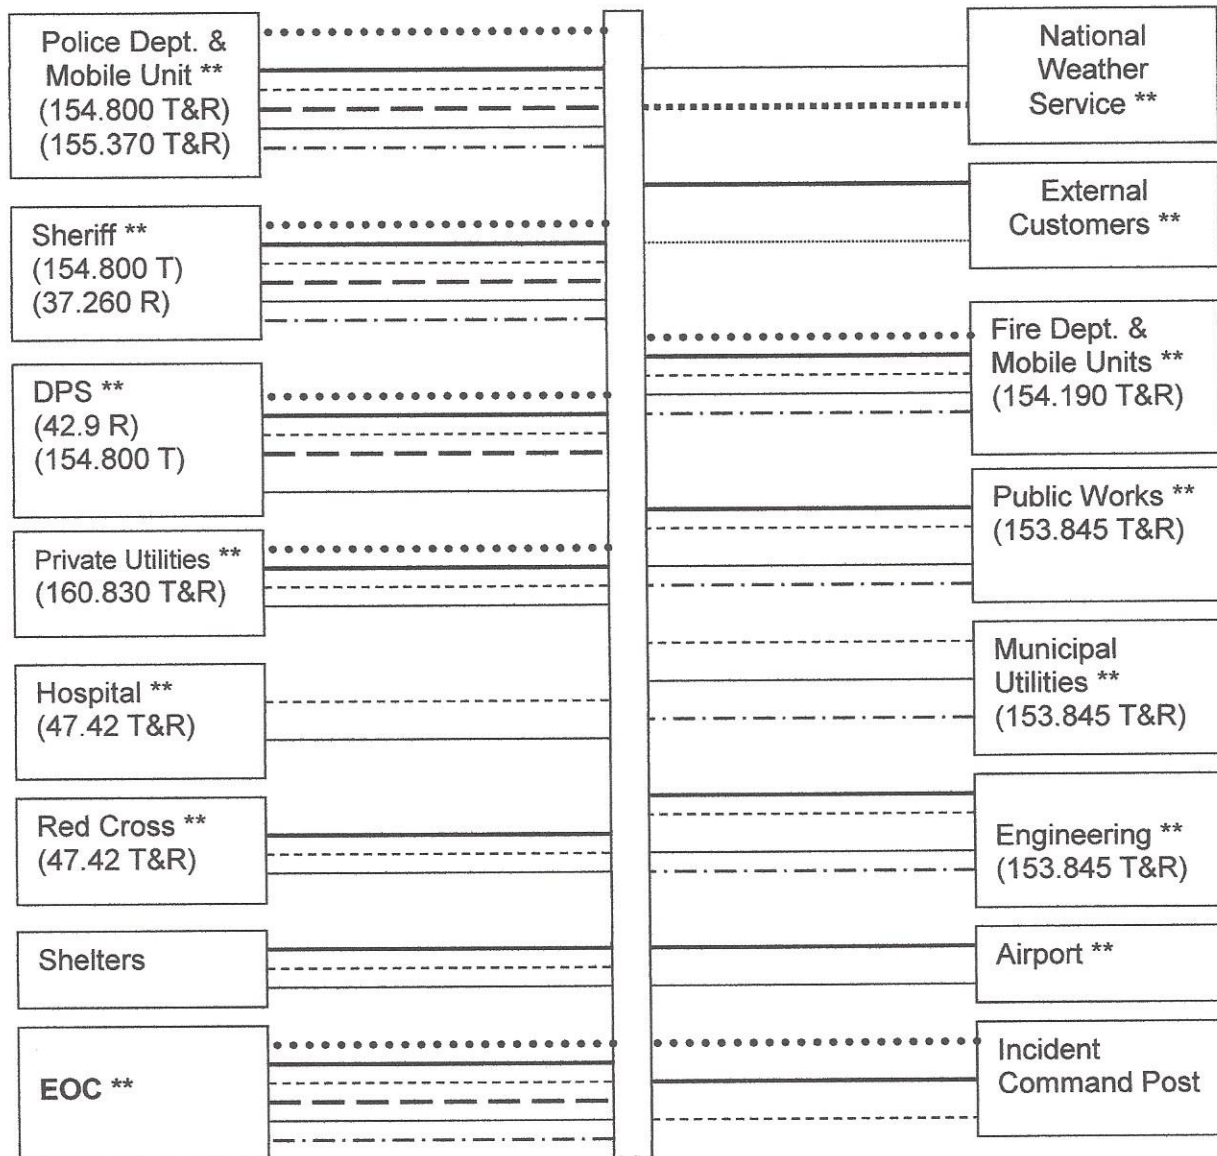 Police Dept. &
Mobile Unit **
(154.800 T&R)
(155.370 T&R)
Sheriff **
(154.800 T)
(37.260 R)
DPS **
(42.9 R)
(154.800 T)
Private Utilities **
(160.830 T&R)
Hospital **
(47.42 T&R)
Red Cross **
(47.42 T&R)
Shelters
EOC **
National
Weather
Service **
External
Customers **
Fire Dept. &
Mobile Units **
(154.190 T&R)
Public Works **
(153.845 T&R)
Municipal
Utilities **
(153.845 T&R)
Engineering **
(153.845 T&R)
Airport **
Incident
Command Post